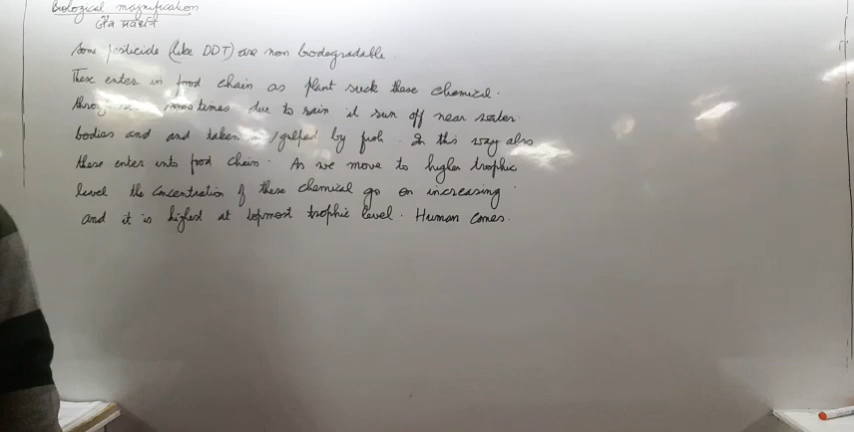 Biological magnification
जैव प्रवर्धन
Some pesticide (like DDT) are non biodegradable.
These enter in food chain as plant suck these chemical.
times due to rain it run off near water
bodies and and taken /gulped by fish. In this way also
these enter into food chain. As we move to higher trophic
level the concentration of these chemical go on increasing
and it is highest at topmost trophic level. Human comes.